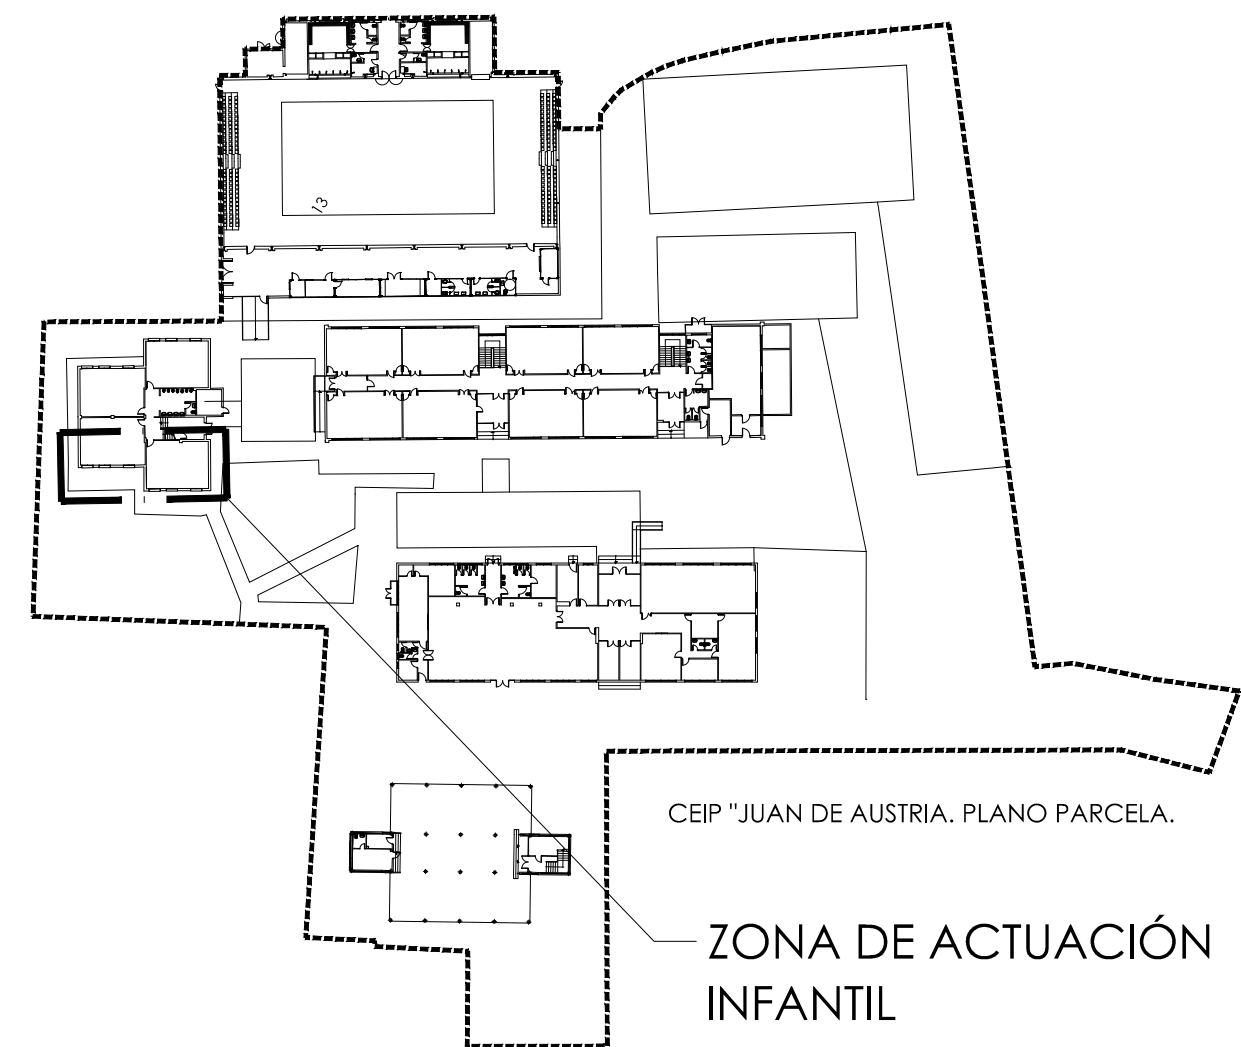 13
CEIP "JUAN DE AUSTRIA. PLANO PARCELA.
ZONA DE ACTUACIÓN
INFANTIL